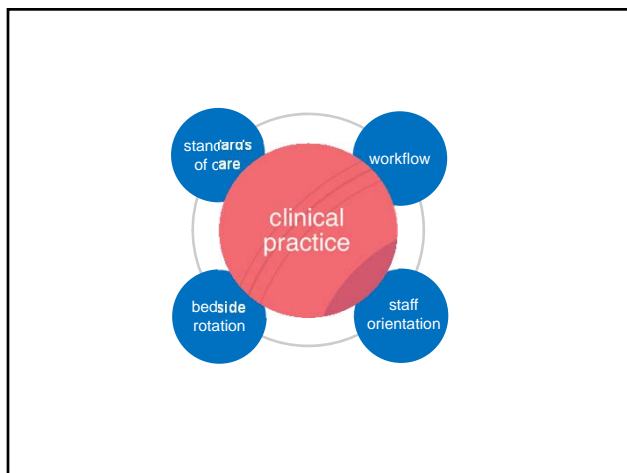 standards
of care
workflow
clinical
practice
bedside
rotation
staff
orientation